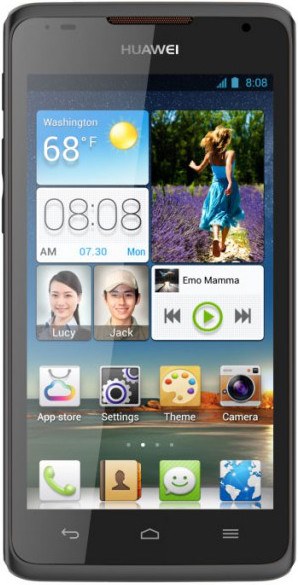 HUAWEI
8:08
Washington
68°F
08:08
AM 07.30 Mon
Emo Mamma
Lucy Jack
App store Settings Theme Camera